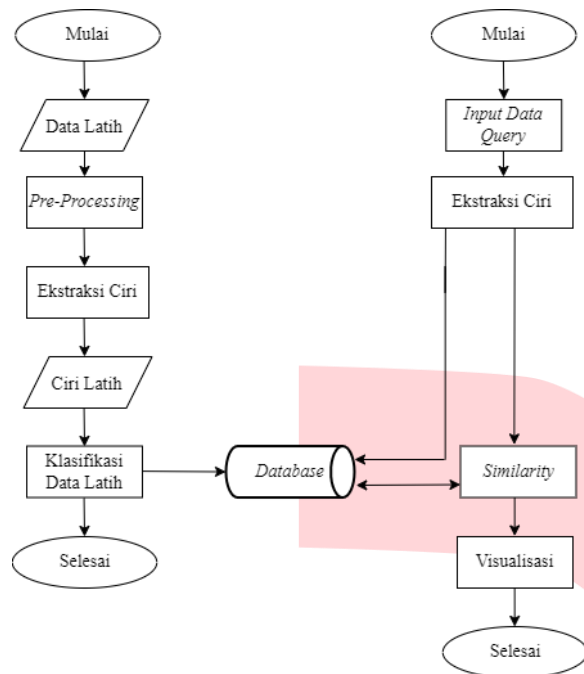 Mulai
Data Latih
Pre-Processing
Ekstraksi Ciri
Ciri Latih
Klasifikasi
Data Latih
Selesai
Database
Mulai
Input Data
Query
Ekstraksi Ciri
Similarity
Visualisasi
Selesai